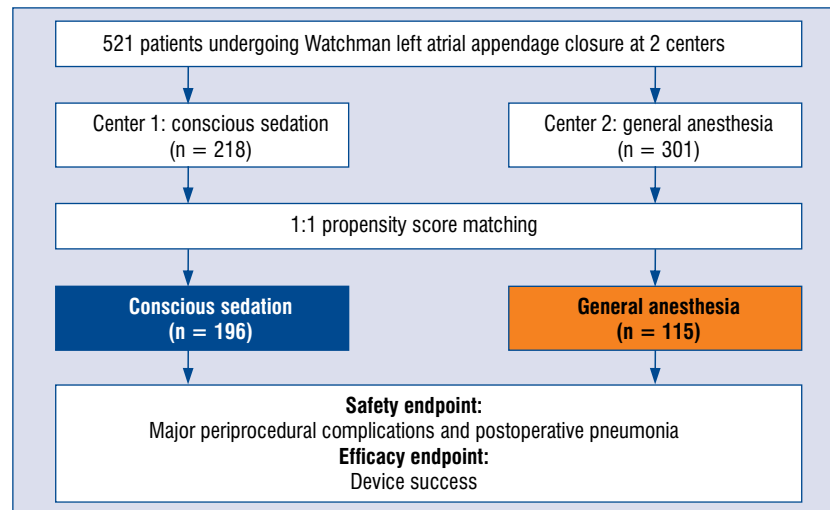 521 patients undergoing Watchman left atrial appendage closure at 2 centers
Center 1: conscious sedation
(n = 218)
Center 2: general anesthesia
(n = 301)
1:1 propensity score matching
Conscious sedation
(n = 196)
General anesthesia
(n = 115)
Safety endpoint:
Major periprocedural complications and postoperative pneumonia
Efficacy endpoint:
Device success